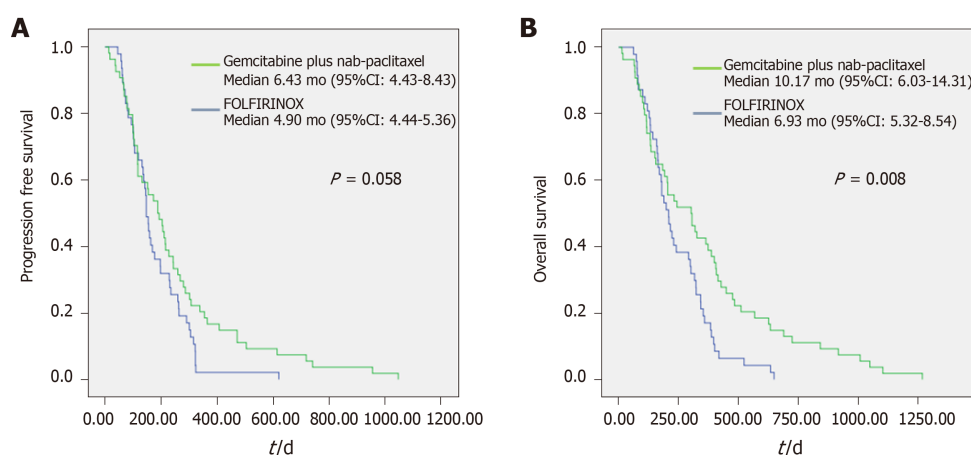 A
Progression free survival
1.0
0.8
0.6
0.4
0.2
0.0
Gemcitabine plus nab-paclitaxel
Median 6.43 mo (95%CI: 4.43-8.43)
FOLFIRINOX
Median 4.90 mo (95%CI: 4.44-5.36)
P = 0.058
0.00 200.00 400.00 600.00 800.00 1000.00 1200.00
t/d
B
Overall survival
1.0
0.8
0.6
0.4
0.2
0.0
Gemcitabine plus nab-paclitaxel
Median 10.17 mo (95%CI: 6.03-14.31)
FOLFIRINOX
Median 6.93 mo (95%CI: 5.32-8.54)
P = 0.008
0.00 250.00 500.00 750.00 1000.00 1250.00
t/d